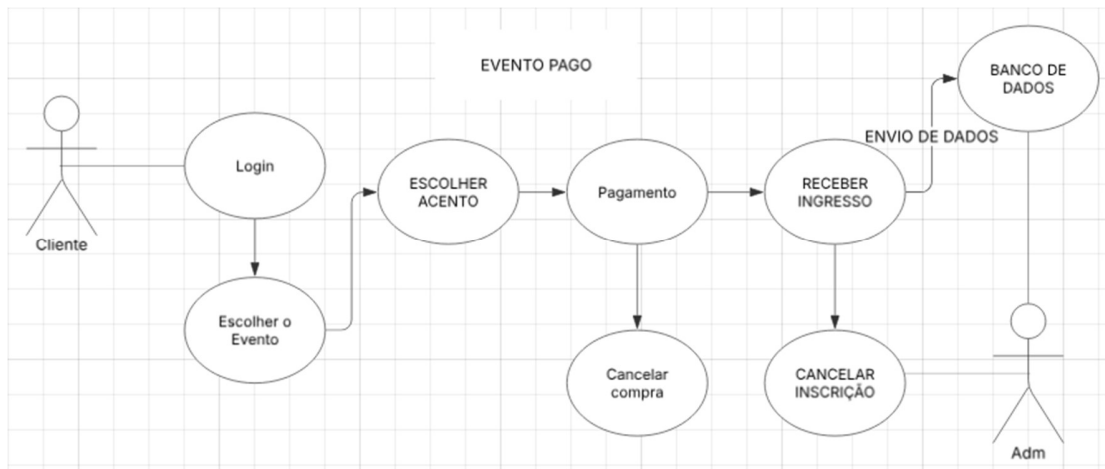 EVENTO PAGO
BANCO DE
DADOS
ENVIO DE DADOS
Login
ESCOLHER
ACENTO
Pagamento
RECEBER
INGRESSO
Cliente
Escolher o
Evento
Cancelar
compra
CANCELAR
INSCRIÇÃO
Adm